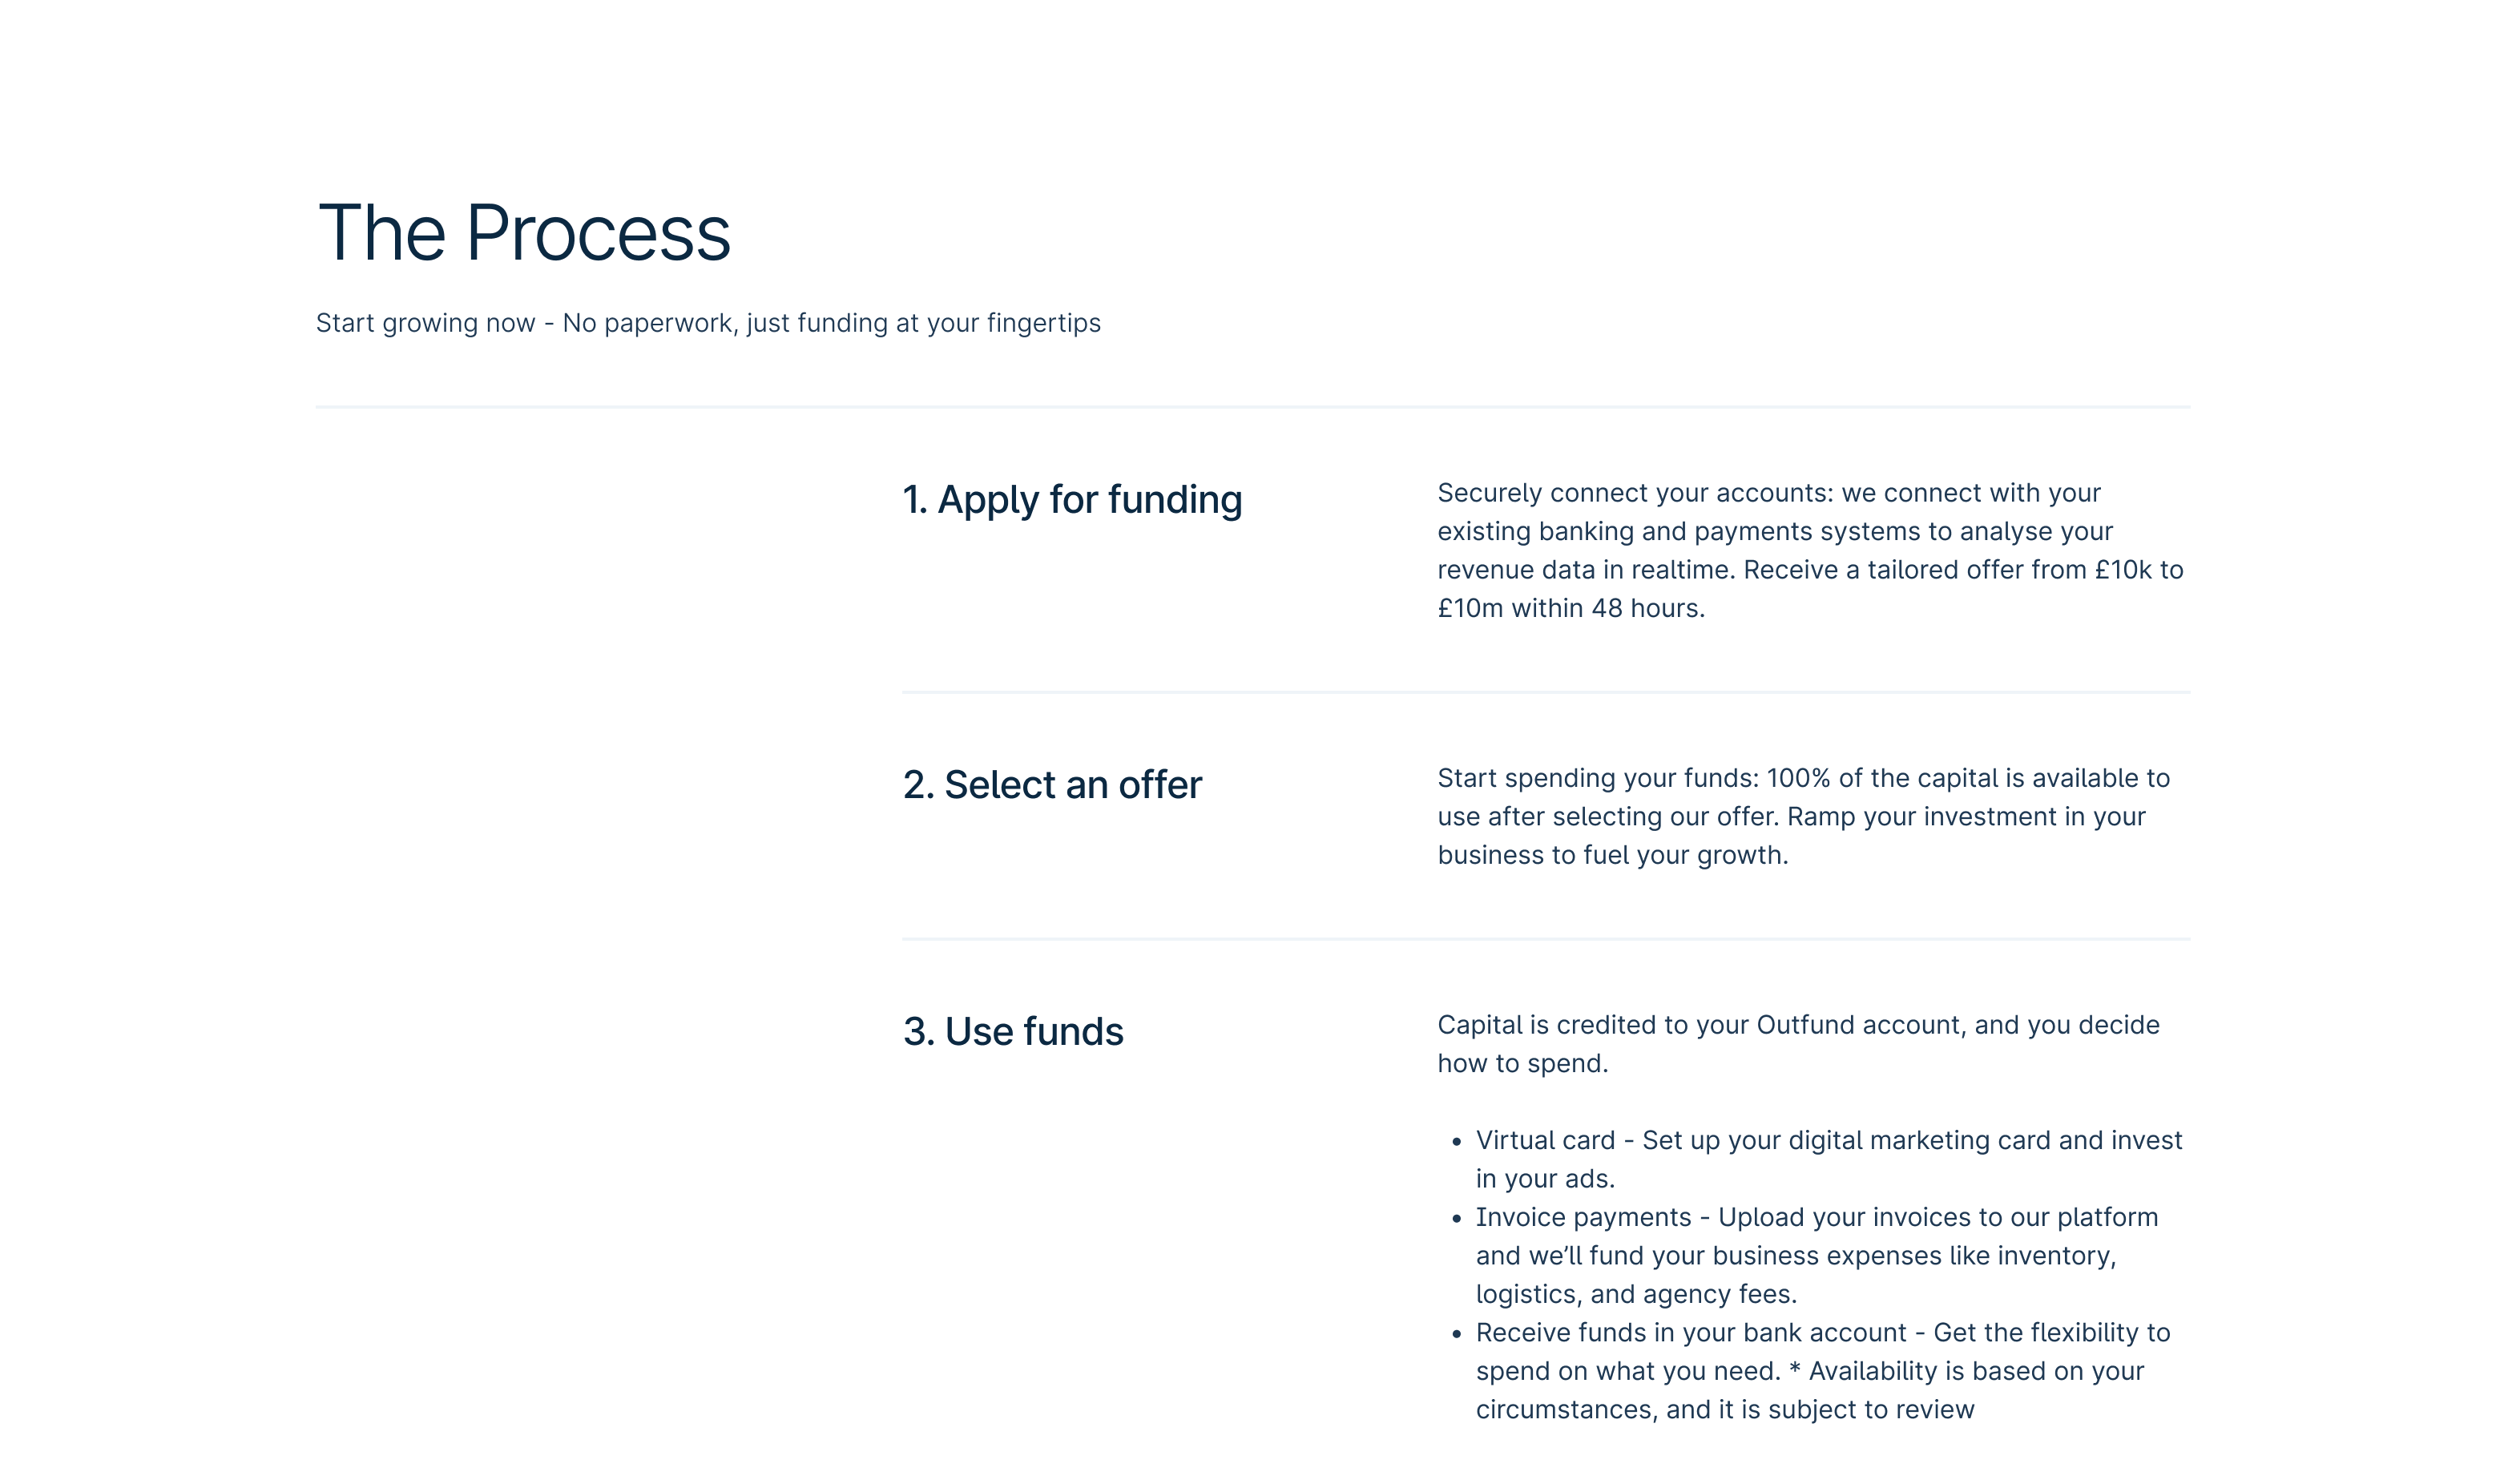 The Process
Start growing now - No paperwork, just funding at your fingertips
1. Apply for funding
Securely connect your accounts: we connect with your
existing banking and payments systems to analyse your
revenue data in realtime. Receive a tailored offer from £10k to
£10m within 48 hours.
2. Select an offer
Start spending your funds: 100% of the capital is available to
use after selecting our offer. Ramp your investment in your
business to fuel your growth.
3. Use funds
Capital is credited to your Outfund account, and you decide
how to spend.
• Virtual card - Set up your digital marketing card and invest
in your ads.
• Invoice payments - Upload your invoices to our platform
and we’ll fund your business expenses like inventory,
logistics, and agency fees.
• Receive funds in your bank account - Get the flexibility to
spend on what you need. * Availability is based on your
circumstances, and it is subject to review